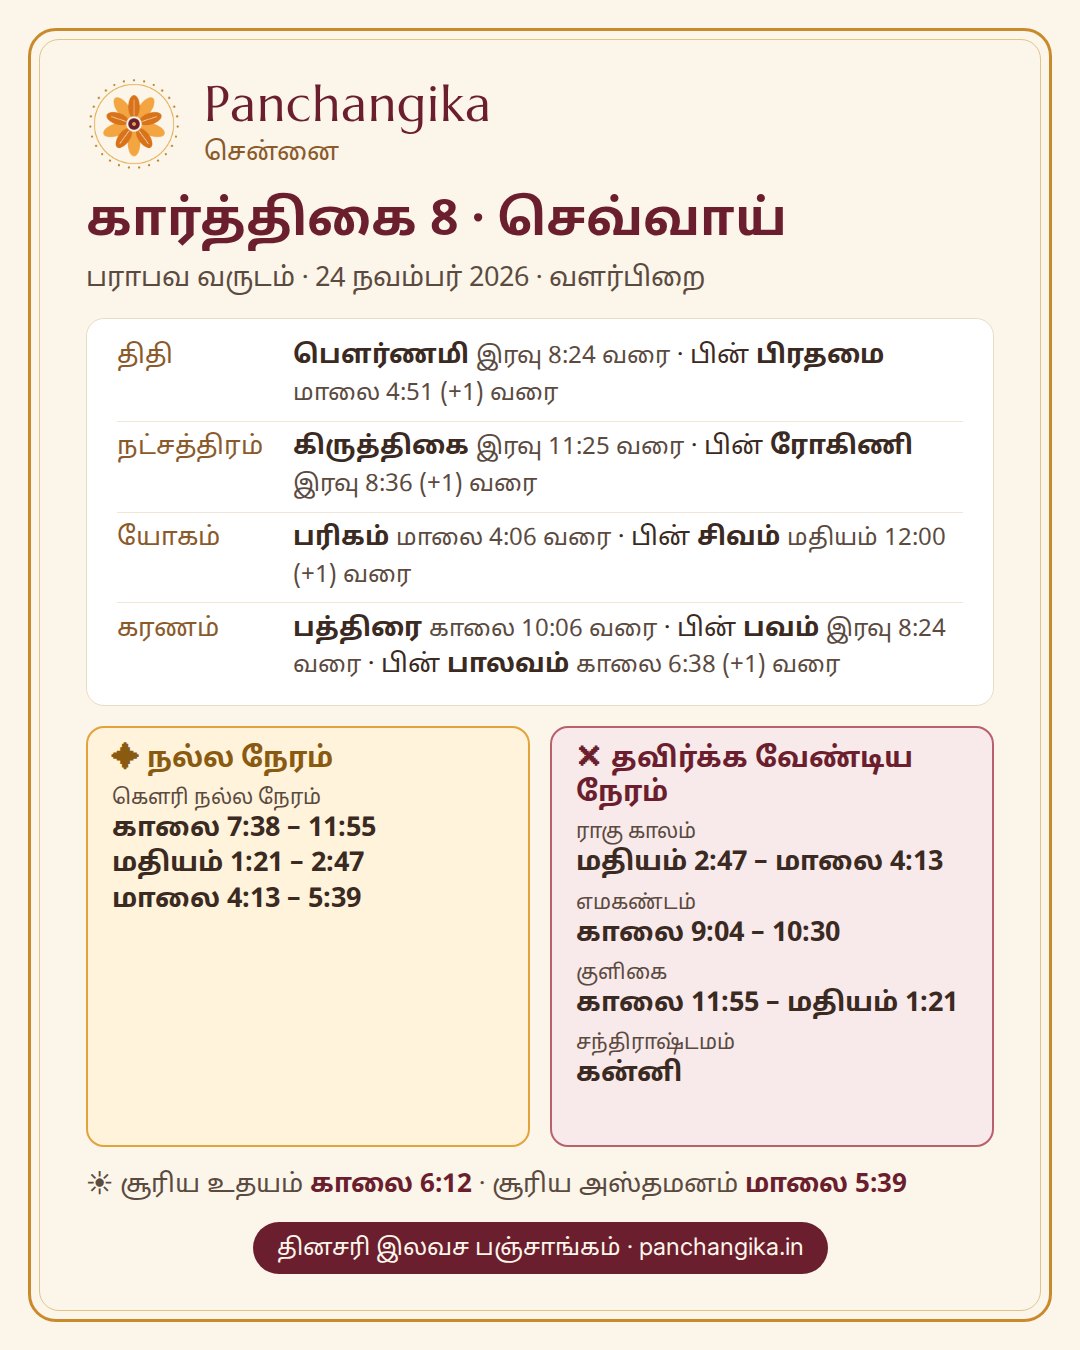 Panchangika
சென்னை
கார்த்திகை 8 · செவ்வாய்
பராபவ வருடம் · 24 நவம்பர் 2026 · வளர்பிறை
திதி
பௌர்ணமி இரவு 8:24 வரை · பின் பிரதமை
மாலை 4:51 (+1) வரை
நட்சத்திரம்
கிருத்திகை இரவு 11:25 வரை · பின் ரோகிணி
இரவு 8:36 (+1) வரை
யோகம்
பரிகம் மாலை 4:06 வரை · பின் சிவம் மதியம் 12:00
(+1) வரை
கரணம்
பத்திரை காலை 10:06 வரை · பின் பவம் இரவு 8:24
வரை · பின் பாலவம் காலை 6:38 (+1) வரை
✦ நல்ல நேரம்
கௌரி நல்ல நேரம்
காலை 7:38 – 11:55
மதியம் 1:21 – 2:47
மாலை 4:13 – 5:39
✕ தவிர்க்க வேண்டிய
நேரம்
ராகு காலம்
மதியம் 2:47 – மாலை 4:13
எமகண்டம்
காலை 9:04 – 10:30
குளிகை
காலை 11:55 – மதியம் 1:21
சந்திராஷ்டமம்
கன்னி
☀ சூரிய உதயம் காலை 6:12 · சூரிய அஸ்தமனம் மாலை 5:39
தினசரி இலவச பஞ்சாங்கம் · panchangika.in